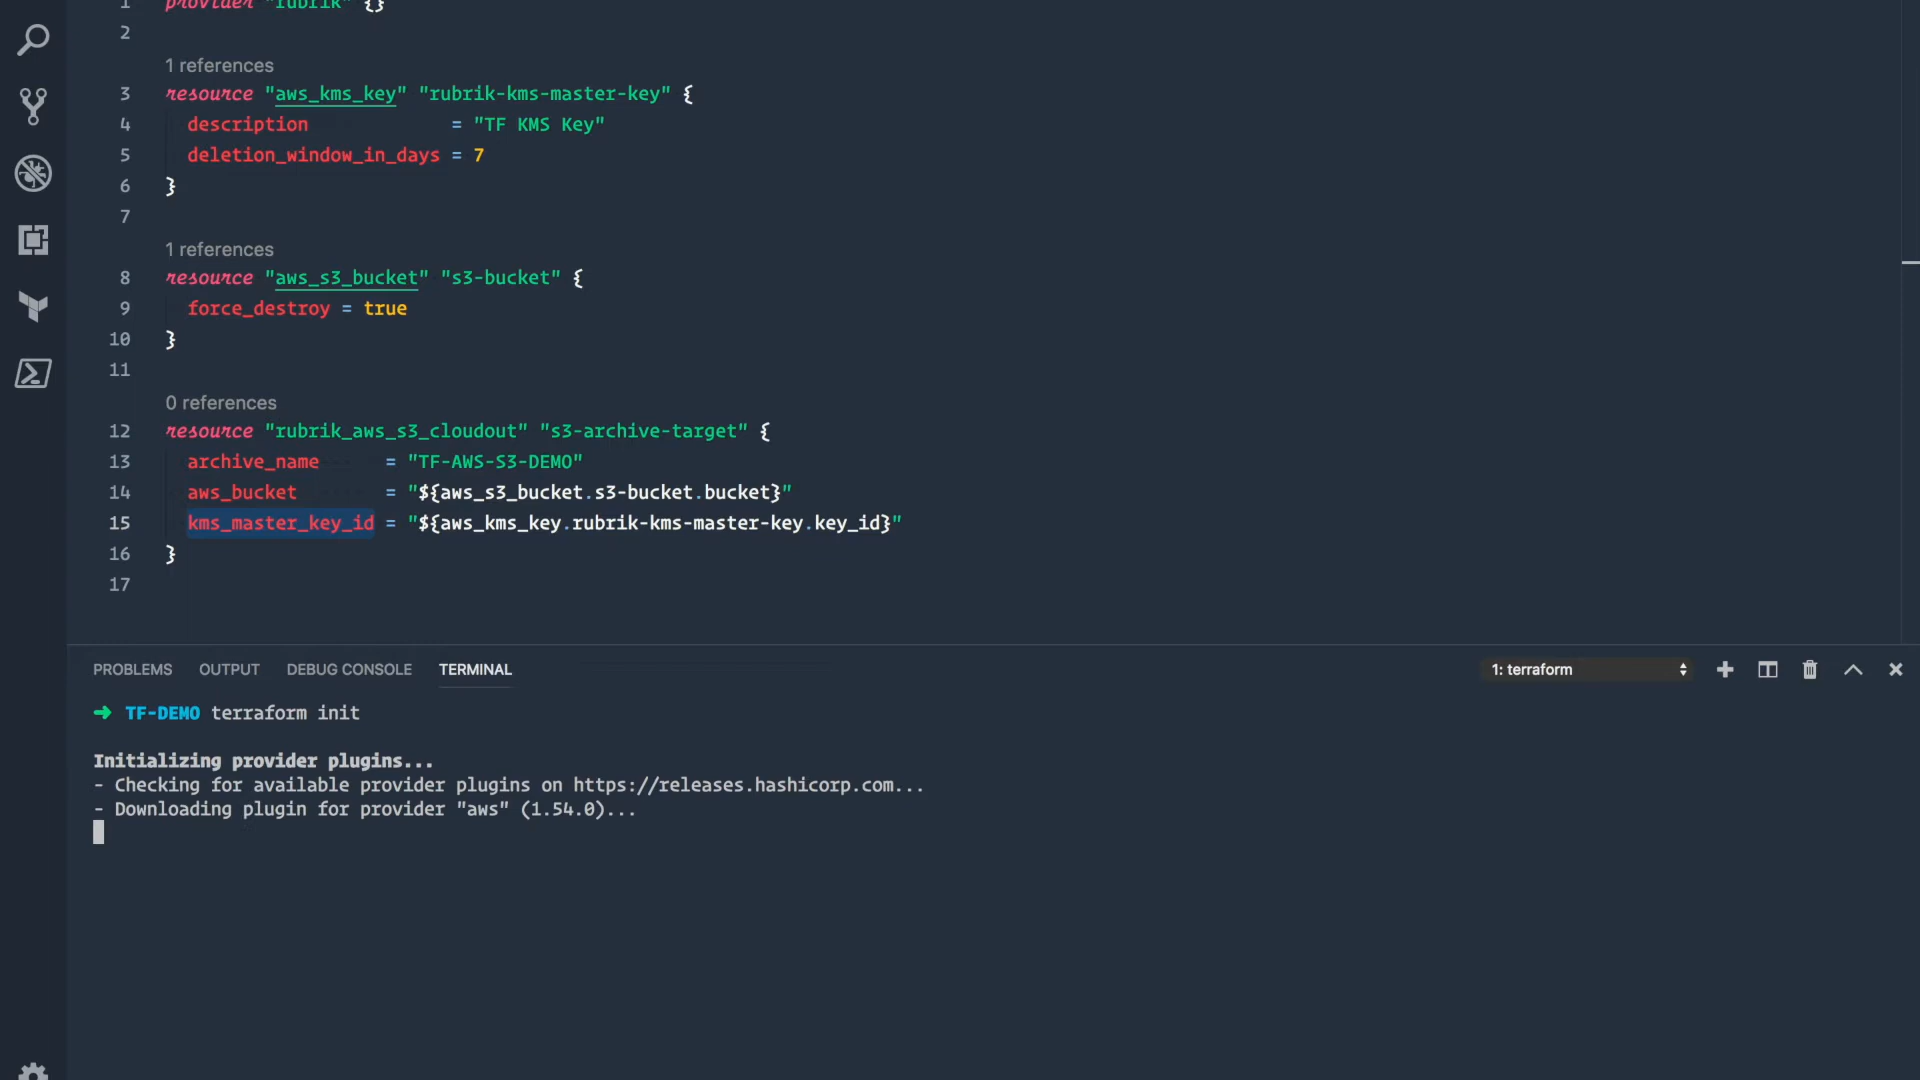 1 provider "rubrik" {}
2
1 references
3 resource "aws_kms_key" "rubrik-kms-master-key" {
4 description = "TF KMS Key"
5 deletion_window_in_days = 7
6 }
7
1 references
8 resource "aws_s3_bucket" "s3-bucket" {
9 force_destroy = true
10 }
11
0 references
12 resource "rubrik_aws_s3_cloudout" "s3-archive-target" {
13 archive_name = "TF-AWS-S3-DEMO"
14 aws_bucket = "${aws_s3_bucket.s3-bucket.bucket}"
15 kms_master_key_id = "${aws_kms_key.rubrik-kms-master-key.key_id}"
16 }
17
PROBLEMS OUTPUT DEBUG CONSOLE TERMINAL 1: terraform
➜ TF-DEMO terraform init
Initializing provider plugins...
- Checking for available provider plugins on https://releases.hashicorp.com...
- Downloading plugin for provider "aws" (1.54.0)...